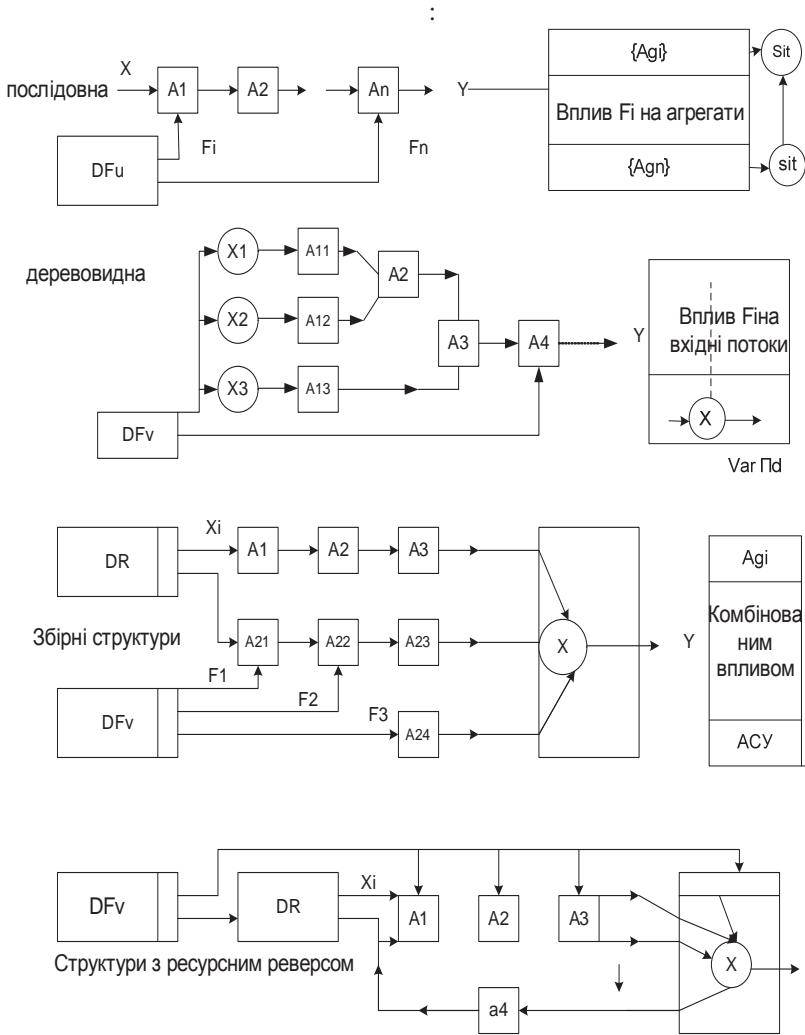 :
X
послідовна
A1
A2
An
Y
Fi
Fn
DFu
{Agi}
Вплив Fi на агрегати
{Agn}
Sit
sit
деревовидна
X1
A11
A2
X2
A12
X3
A13
A3
A4
Y
DFv
Вплив Fiна
вхідні потоки
X
Var Пd
DR
Xi
A1
A2
A3
Збірні структури
A21
A22
A23
F1
F2
F3
DFv
A24
X
Y
Agi
Комбінова
ним
впливом
АСУ
DFv
DR
Xi
A1
A2
A3
X
Структури з ресурсним реверсом
a4